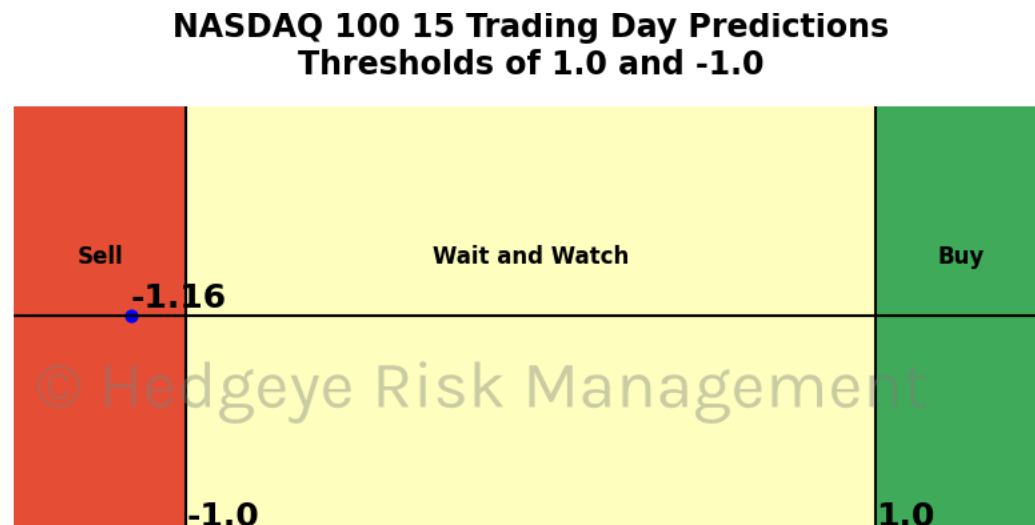 NASDAQ 100 15 Trading Day Predictions
Thresholds of 1.0 and -1.0
Sell
Wait and Watch
Buy
-1.16
© Hedgeye Risk Management
-1.0
1.0